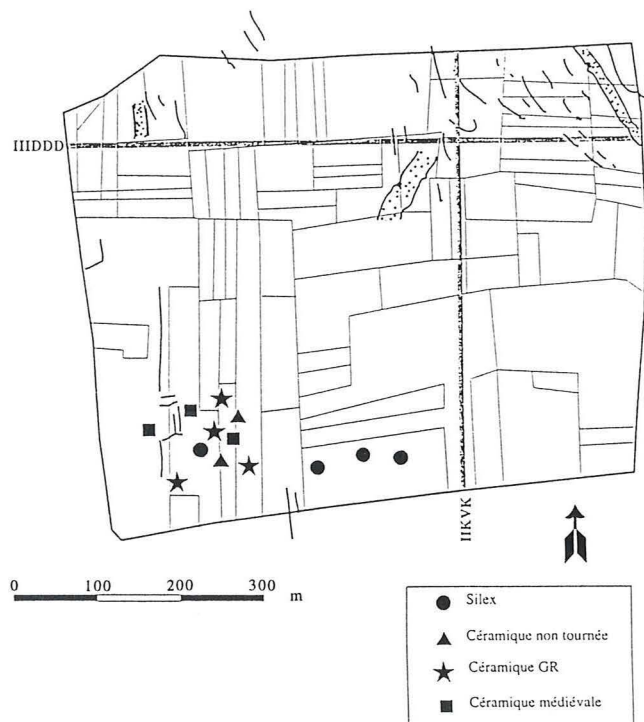 IIIDDD
IIKVK
0 100 200 300 m
Silex
Céramique non tournée
Céramique GR
Céramique médiévale